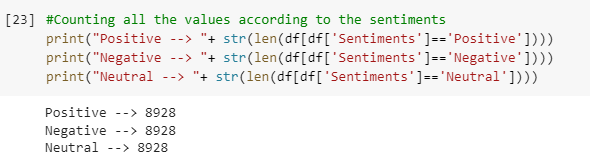 [23] #Counting all the values according to the sentiments
print("Positive --> "+ str(len(df[df['Sentiments']=='Positive'])))
print("Negative --> "+ str(len(df[df['Sentiments']=='Negative'])))
print("Neutral --> "+ str(len(df[df['Sentiments']=='Neutral'])))
Positive --> 8928
Negative --> 8928
Neutral --> 8928